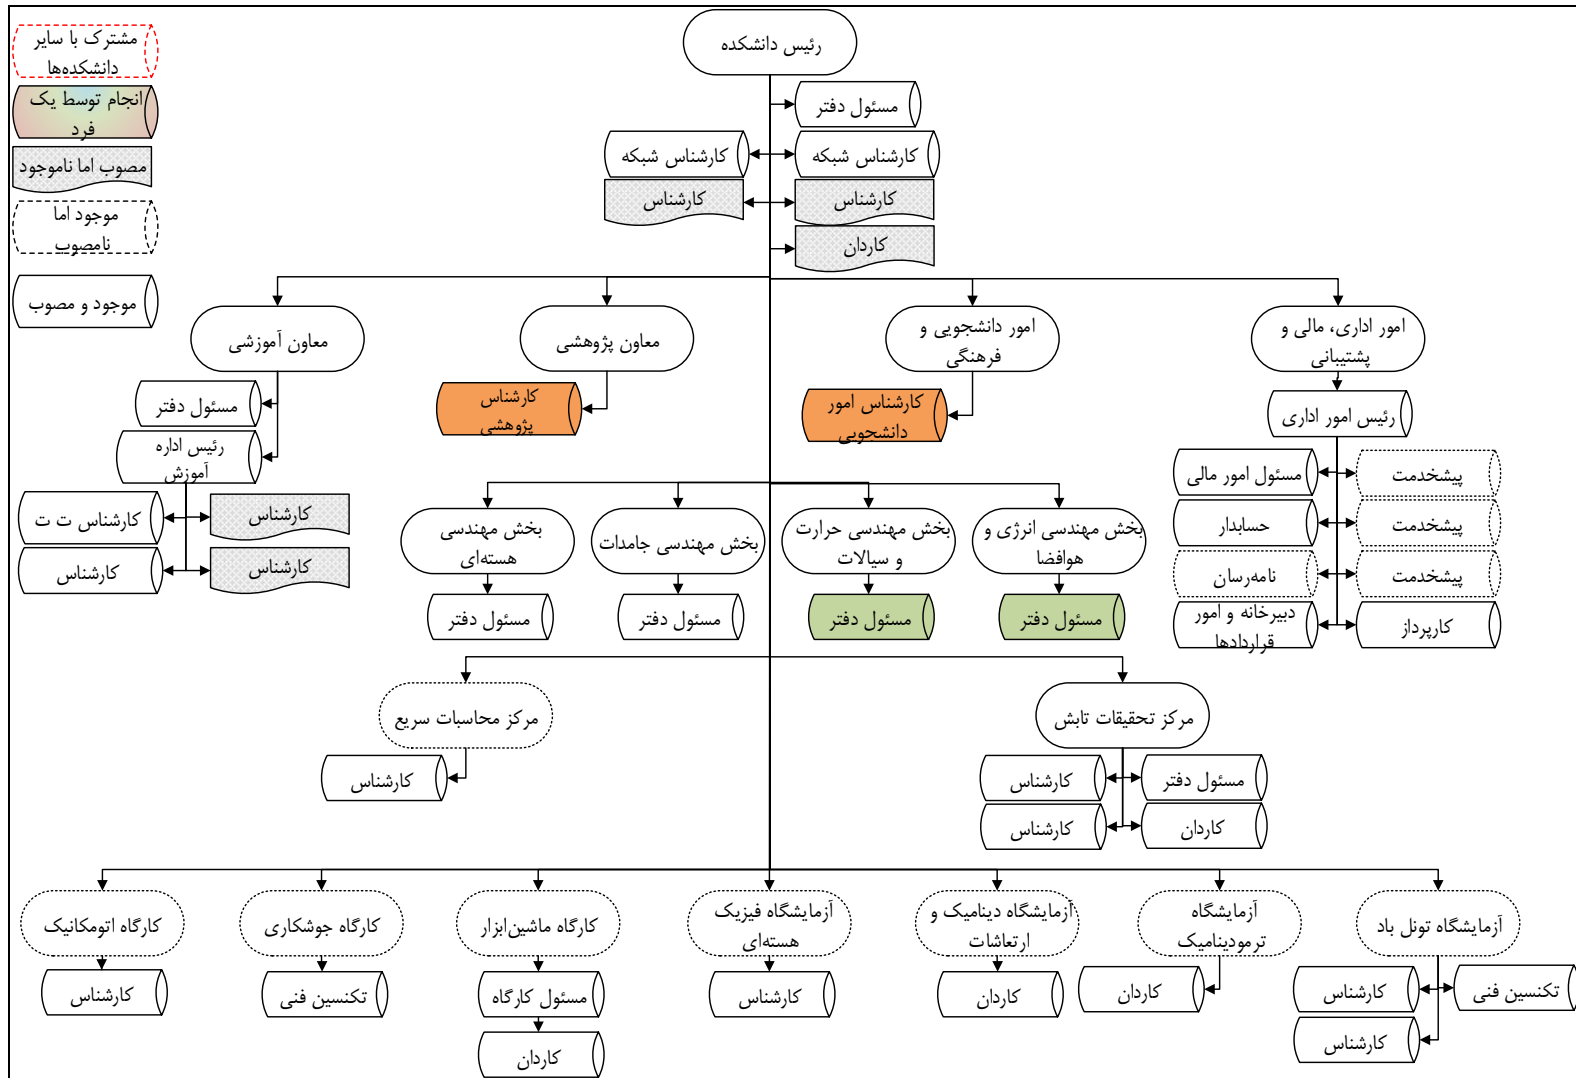 مشترک با سایر
دانشکده‌ها
انجام توسط یک
فرد
مصوب اما ناموجود
موجود اما
نامصوب
موجود و مصوب
رئیس دانشکده
مسئول دفتر
کارشناس شبکه
کارشناس شبکه
کارشناس
کارشناس
کاردان
امور اداری، مالی و
پشتیبانی
امور دانشجویی و
فرهنگی
معاون پژوهشی
معاون آموزشی
رئیس امور اداری
کارشناس امور
دانشجویی
کارشناس
پژوهشی
مسئول دفتر
رئیس اداره
آموزش
پیشخدمت
مسئول امور مالی
پیشخدمت
حسابدار
پیشخدمت
نامه‌رسان
کارپرداز
دبیرخانه و امور
قراردادها
کارشناس
کارشناس ت ت
کارشناس
کارشناس
بخش مهندسی انرژی و
هوافضا
بخش مهندسی حرارت
و سیالات
بخش مهندسی جامدات
بخش مهندسی
هسته‌ای
مسئول دفتر
مسئول دفتر
مسئول دفتر
مسئول دفتر
مرکز تحقیقات تابش
مرکز محاسبات سریع
مسئول دفتر
کارشناس
کارشناس
کاردان
کارشناس
آزمایشگاه تونل باد
آزمایشگاه
ترمودینامیک
آزمایشگاه دینامیک و
ارتعاشات
آزمایشگاه فیزیک
هسته‌ای
کارگاه ماشین‌ابزار
کارگاه جوشکاری
کارگاه اتومکانیک
تکنسین فنی
کارشناس
کاردان
کاردان
کارشناس
مسئول کارگاه
تکنسین فنی
کارشناس
کارشناس
کاردان